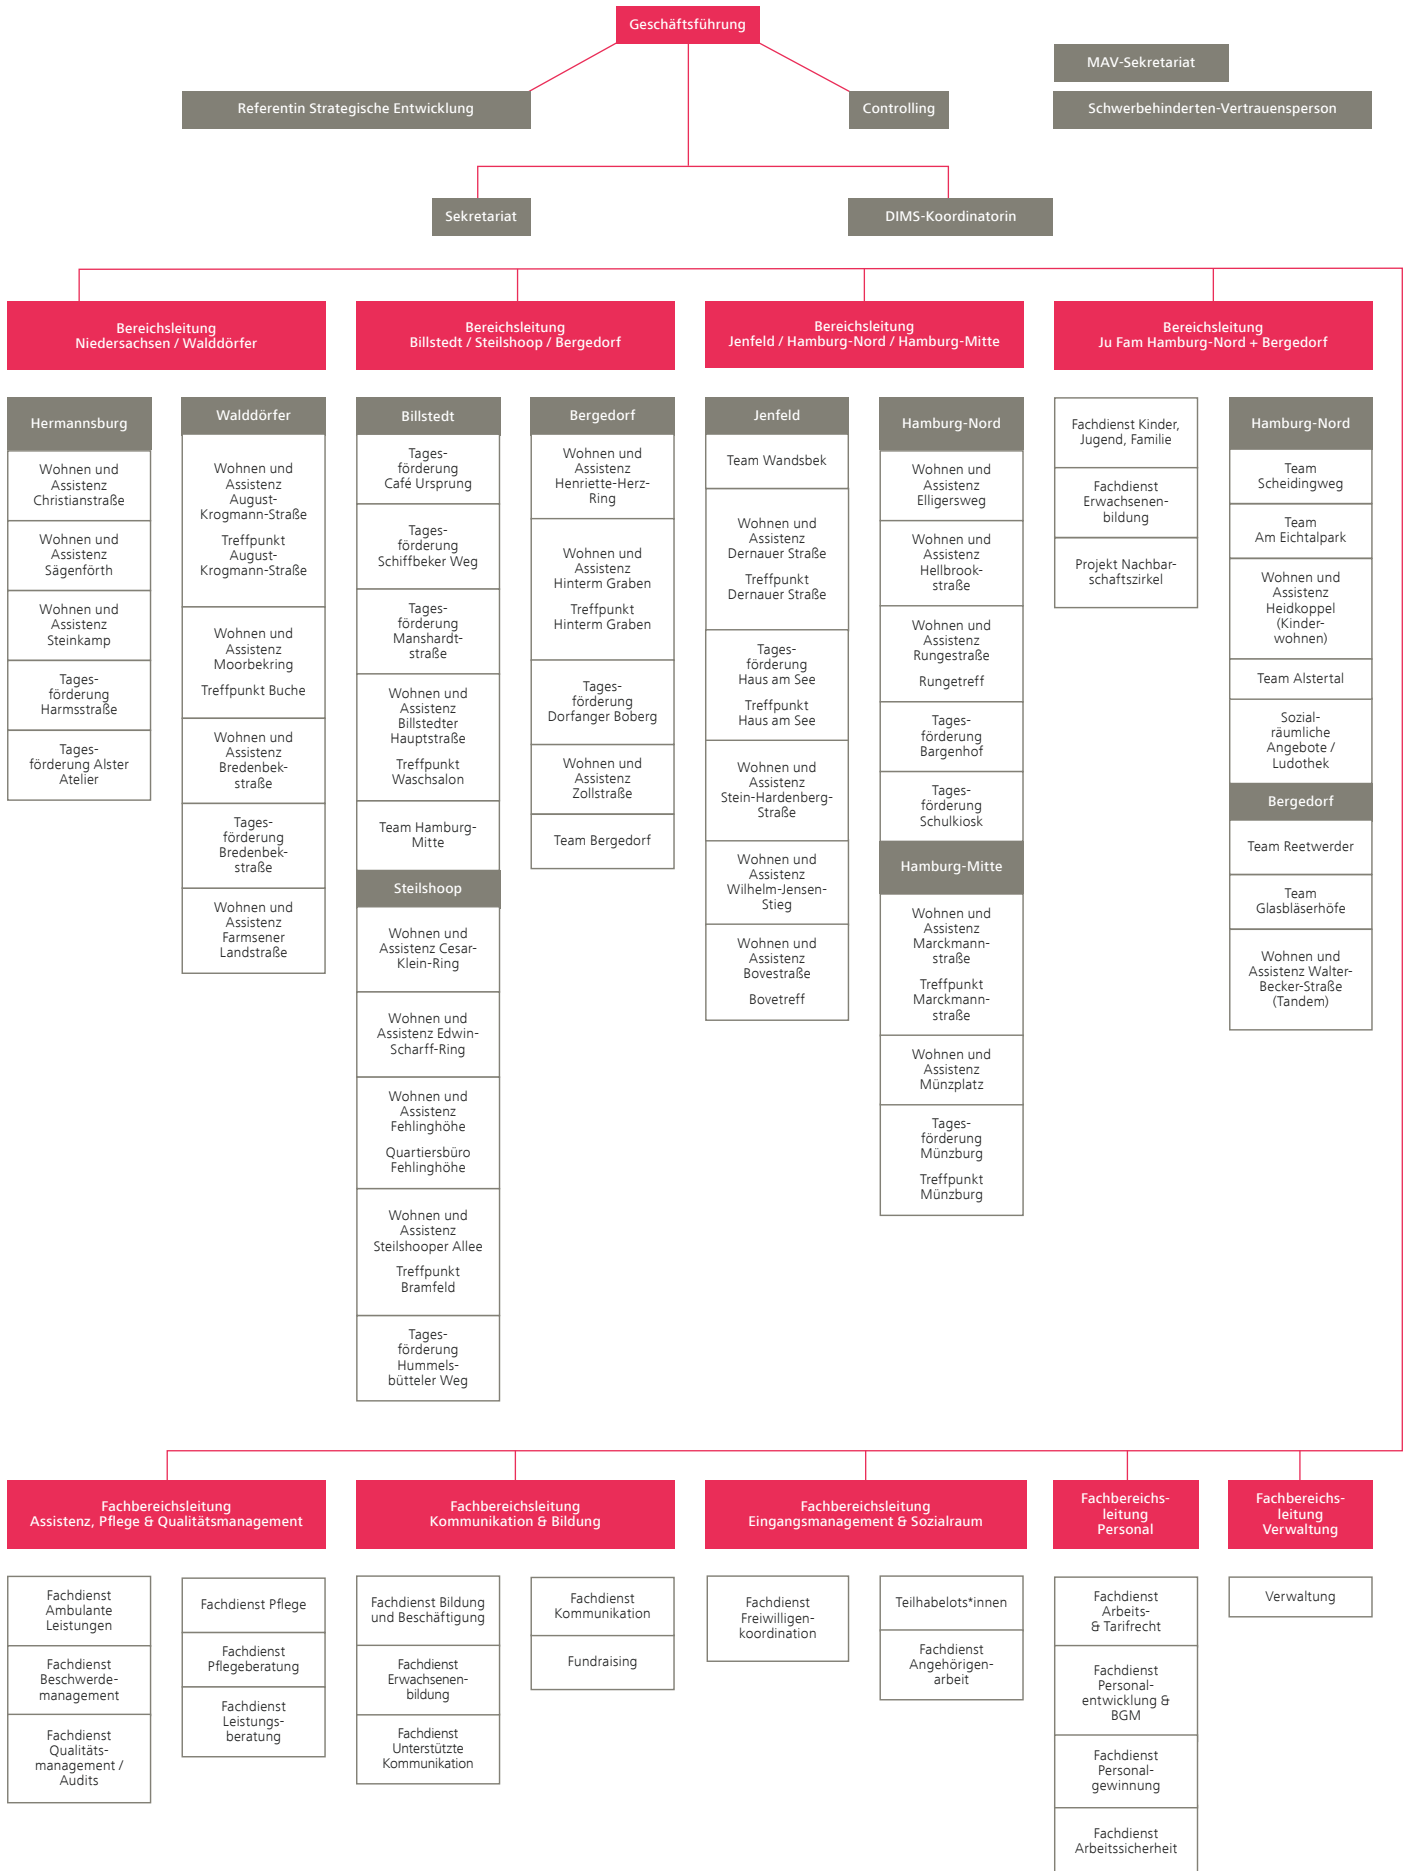 Geschäftsführung
MAV-Sekretariat
Referentin Strategische Entwicklung
Controlling
Schwerbehinderten-Vertrauensperson
Sekretariat
DIMS-Koordinatorin
Bereichsleitung
Niedersachsen / Walddörfer
Hermannsburg
Wohnen und
Assistenz
Christianstraße
Wohnen und
Assistenz
Sägenförth
Wohnen und
Assistenz
Steinkamp
Tages-
förderung
Harmsstraße
Tages-
förderung Alster
Atelier
Walddörfer
Wohnen und
Assistenz
August-
Krogmann-Straße
Treffpunkt
August-
Krogmann-Straße
Wohnen und
Assistenz
Moorbekring
Treffpunkt Buche
Wohnen und
Assistenz
Bredenbek-
straße
Tages-
förderung
Bredenbek-
straße
Wohnen und
Assistenz
Farmsener
Landstraße
Bereichsleitung
Billstedt / Steilshoop / Bergedorf
Billstedt
Tages-
förderung
Café Ursprung
Tages-
förderung
Schiffbeker Weg
Tages-
förderung
Manshardt-
straße
Wohnen und
Assistenz
Billstedter
Hauptstraße
Treffpunkt
Waschsalon
Team Hamburg-
Mitte
Steilshoop
Wohnen und
Assistenz Cesar-
Klein-Ring
Wohnen und
Assistenz Edwin-
Scharff-Ring
Wohnen und
Assistenz
Fehlinghöhe
Quartiersbüro
Fehlinghöhe
Wohnen und
Assistenz
Steilshooper Allee
Treffpunkt
Bramfeld
Tages-
förderung
Hummels-
bütteler Weg
Bergedorf
Wohnen und
Assistenz
Henriette-Herz-
Ring
Wohnen und
Assistenz
Hinterm Graben
Treffpunkt
Hinterm Graben
Tages-
förderung
Dorfanger Boberg
Wohnen und
Assistenz
Zollstraße
Team Bergedorf
Bereichsleitung
Jenfeld / Hamburg-Nord / Hamburg-Mitte
Jenfeld
Team Wandsbek
Wohnen und
Assistenz
Dernauer Straße
Treffpunkt
Dernauer Straße
Tages-
förderung
Haus am See
Treffpunkt
Haus am See
Wohnen und
Assistenz
Stein-Hardenberg-
Straße
Wohnen und
Assistenz
Wilhelm-Jensen-
Stieg
Wohnen und
Assistenz
Bovestraße
Bovetreff
Hamburg-Nord
Wohnen und
Assistenz
Elligersweg
Wohnen und
Assistenz
Hellbrook-
straße
Wohnen und
Assistenz
Rungestraße
Rungetreff
Tages-
förderung
Bargenhof
Tages-
förderung
Schulkiosk
Hamburg-Mitte
Wohnen und
Assistenz
Marckmann-
straße
Treffpunkt
Marckmann-
straße
Wohnen und
Assistenz
Münzplatz
Tages-
förderung
Münzburg
Treffpunkt
Münzburg
Bereichsleitung
Ju Fam Hamburg-Nord + Bergedorf
Fachdienst Kinder,
Jugend, Familie
Fachdienst
Erwachsenen-
bildung
Projekt Nachbar-
schaftszirkel
Hamburg-Nord
Team
Scheidingweg
Team
Am Eichtalpark
Wohnen und
Assistenz
Heidkoppel
(Kinder-
wohnen)
Team Alstertal
Sozial-
räumliche
Angebote /
Ludothek
Bergedorf
Team Reetwerder
Team
Glasbläserhöfe
Wohnen und
Assistenz Walter-
Becker-Straße
(Tandem)
Fachbereichsleitung
Assistenz, Pflege & Qualitätsmanagement
Fachdienst
Ambulante
Leistungen
Fachdienst
Beschwerde-
management
Fachdienst
Qualitäts-
management /
Audits
Fachdienst Pflege
Fachdienst
Pflegeberatung
Fachdienst
Leistungs-
beratung
Fachbereichsleitung
Kommunikation & Bildung
Fachdienst Bildung
und Beschäftigung
Fachdienst
Erwachsenen-
bildung
Fachdienst
Unterstützte
Kommunikation
Fachdienst
Kommunikation
Fundraising
Fachbereichsleitung
Eingangsmanagement & Sozialraum
Fachdienst
Freiwilligen-
koordination
Teilhabelots*innen
Fachdienst
Angehörigen-
arbeit
Fachbereichs-
leitung
Personal
Fachdienst
Arbeits-
& Tarifrecht
Fachdienst
Personal-
entwicklung &
BGM
Fachdienst
Personal-
gewinnung
Fachdienst
Arbeitssicherheit
Fachbereichs-
leitung
Verwaltung
Verwaltung